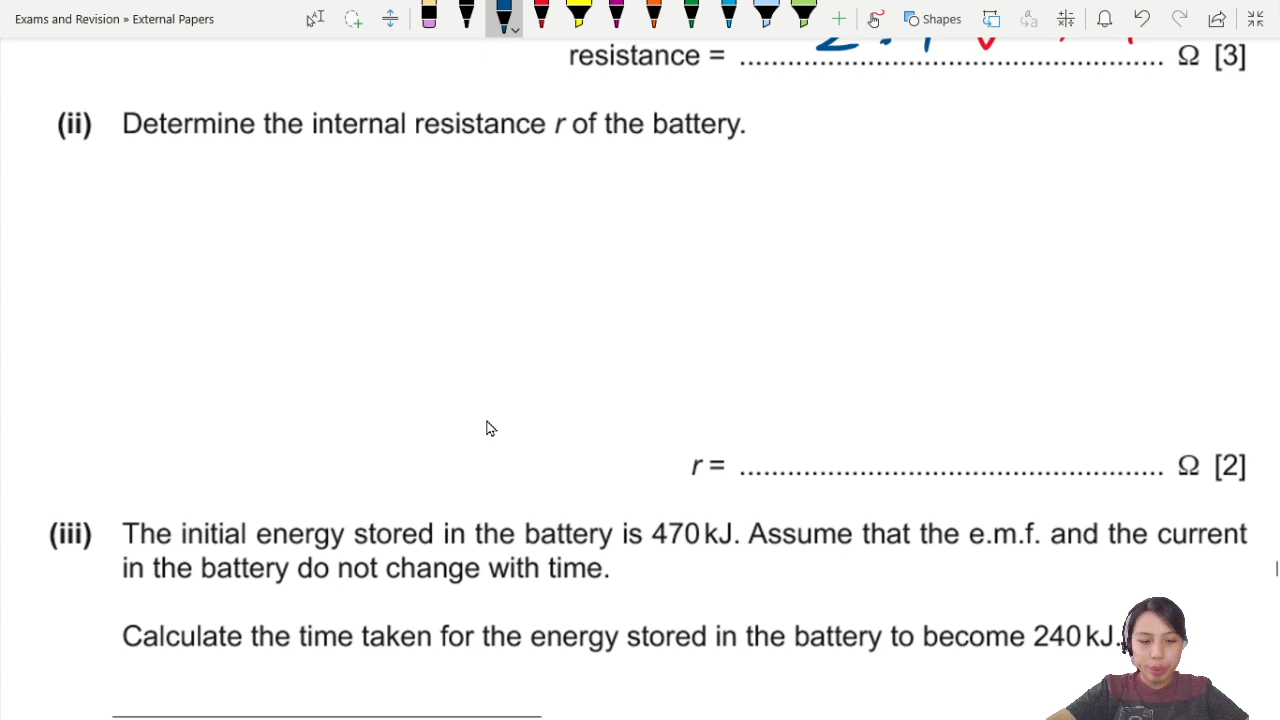 Exams and Revision » External Papers
Shapes
resistance = ........................................................ Ω [3]
(ii) Determine the internal resistance r of the battery.
r = ........................................................ Ω [2]
(iii) The initial energy stored in the battery is 470 kJ. Assume that the e.m.f. and the current
in the battery do not change with time.
Calculate the time taken for the energy stored in the battery to become 240 kJ.